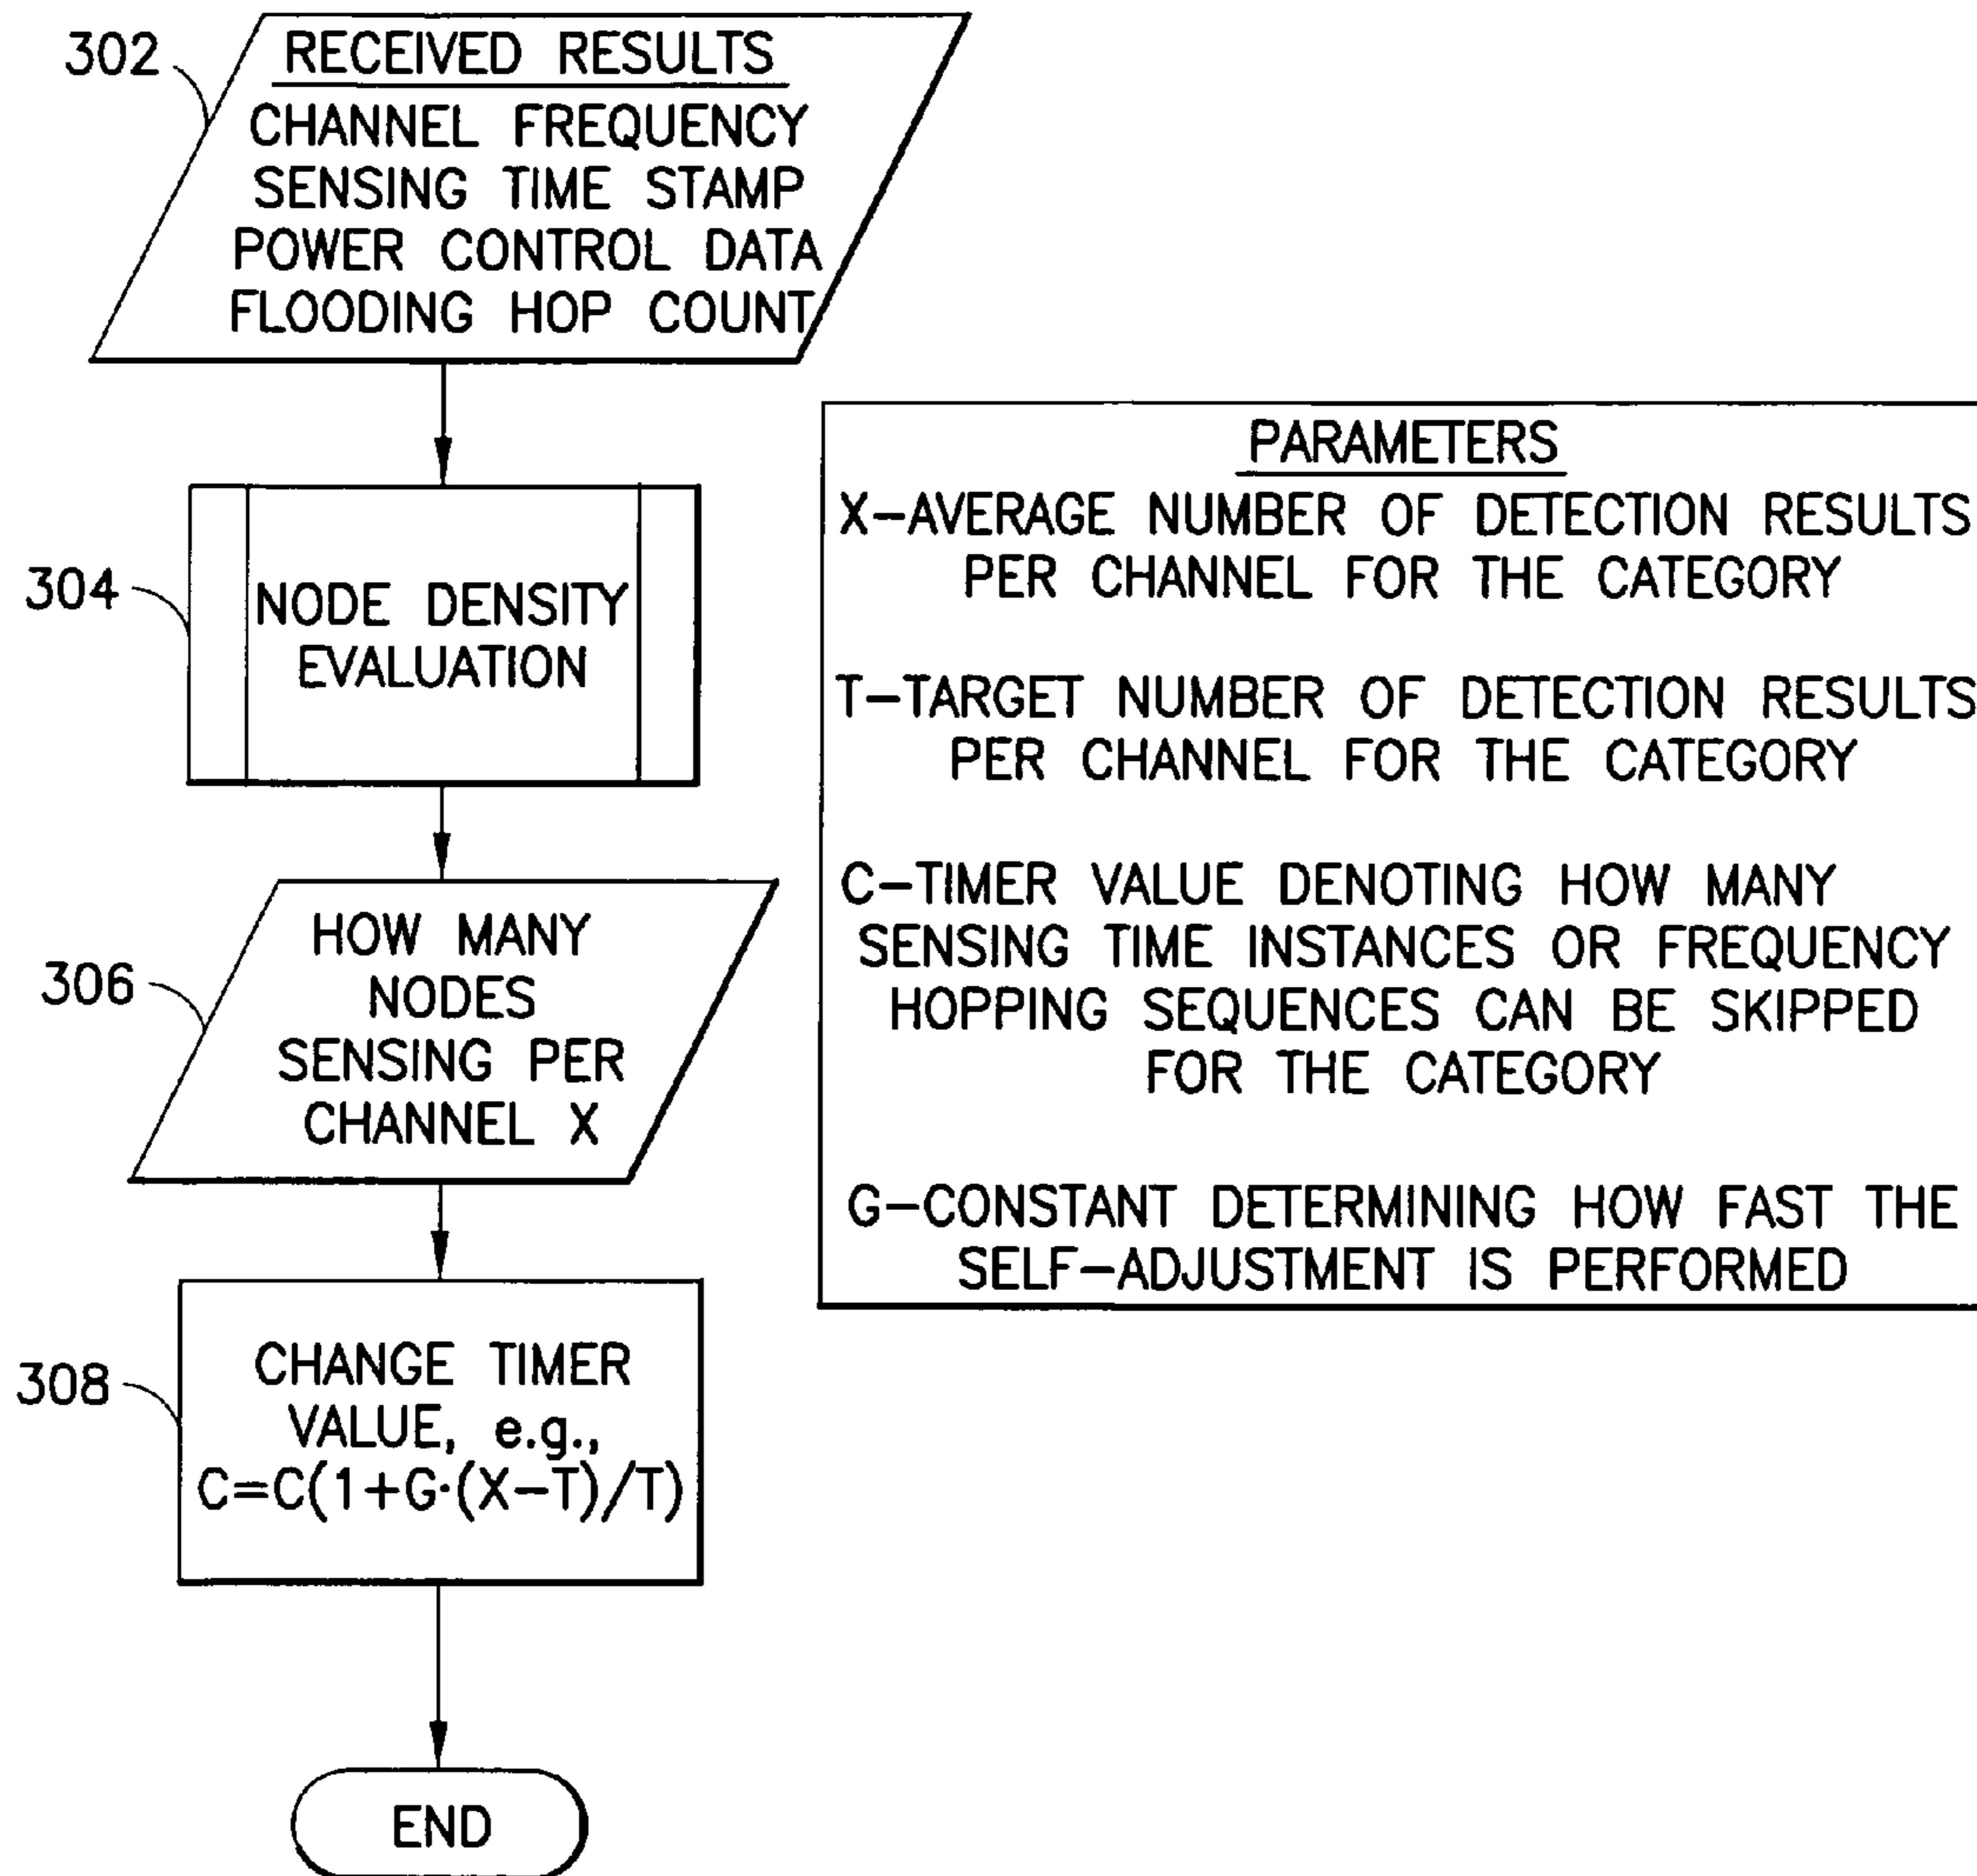 302
RECEIVED RESULTS
CHANNEL FREQUENCY
SENSING TIME STAMP
POWER CONTROL DATA
FLOODING HOP COUNT
304
NODE DENSITY
EVALUATION
306
HOW MANY
NODES
SENSING PER
CHANNEL X
308
CHANGE TIMER
VALUE, e.g.,
C=C(1+G·(X-T)/T)
END
PARAMETERS
X-AVERAGE NUMBER OF DETECTION RESULTS
PER CHANNEL FOR THE CATEGORY
T-TARGET NUMBER OF DETECTION RESULTS
PER CHANNEL FOR THE CATEGORY
C-TIMER VALUE DENOTING HOW MANY
SENSING TIME INSTANCES OR FREQUENCY
HOPPING SEQUENCES CAN BE SKIPPED
FOR THE CATEGORY
G-CONSTANT DETERMINING HOW FAST THE
SELF-ADJUSTMENT IS PERFORMED